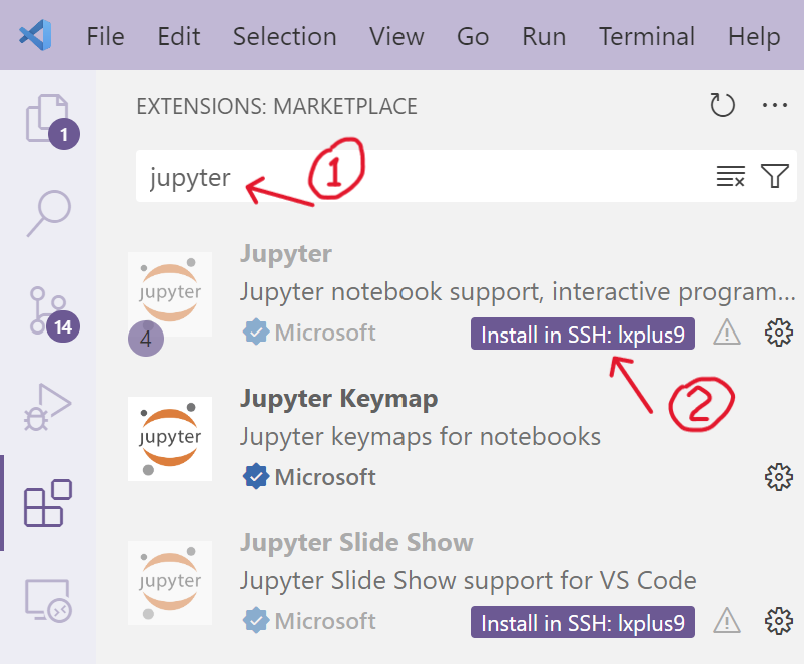 File Edit Selection View Go Run Terminal Help
EXTENSIONS: MARKETPLACE
1
jupyter
1
Jupyter
jupyter
Jupyter notebook support, interactive program...
4
Microsoft
Install in SSH: lxplus9
14
2
Jupyter Keymap
jupyter
Jupyter keymaps for notebooks
Microsoft
Jupyter Slide Show
jupyter
Jupyter Slide Show support for VS Code
Microsoft
Install in SSH: lxplus9